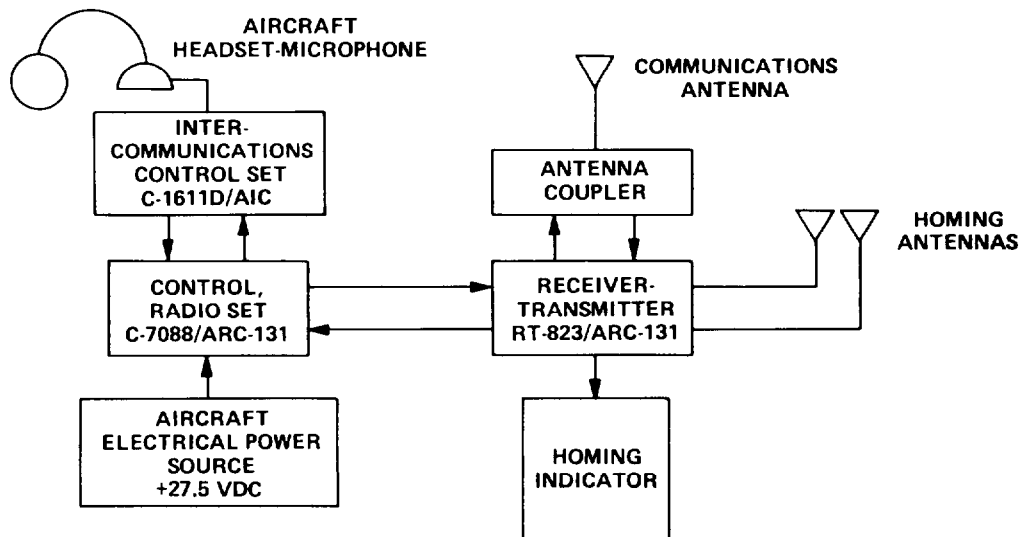 AIRCRAFT
HEADSET-MICROPHONE
COMMUNICATIONS
ANTENNA
INTER-
COMMUNICATIONS
CONTROL SET
C-1611D/AIC
ANTENNA
COUPLER
HOMING
ANTENNAS
CONTROL,
RADIO SET
C-7088/ARC-131
RECEIVER-
TRANSMITTER
RT-823/ARC-131
AIRCRAFT
ELECTRICAL POWER
SOURCE
+27.5 VDC
HOMING
INDICATOR